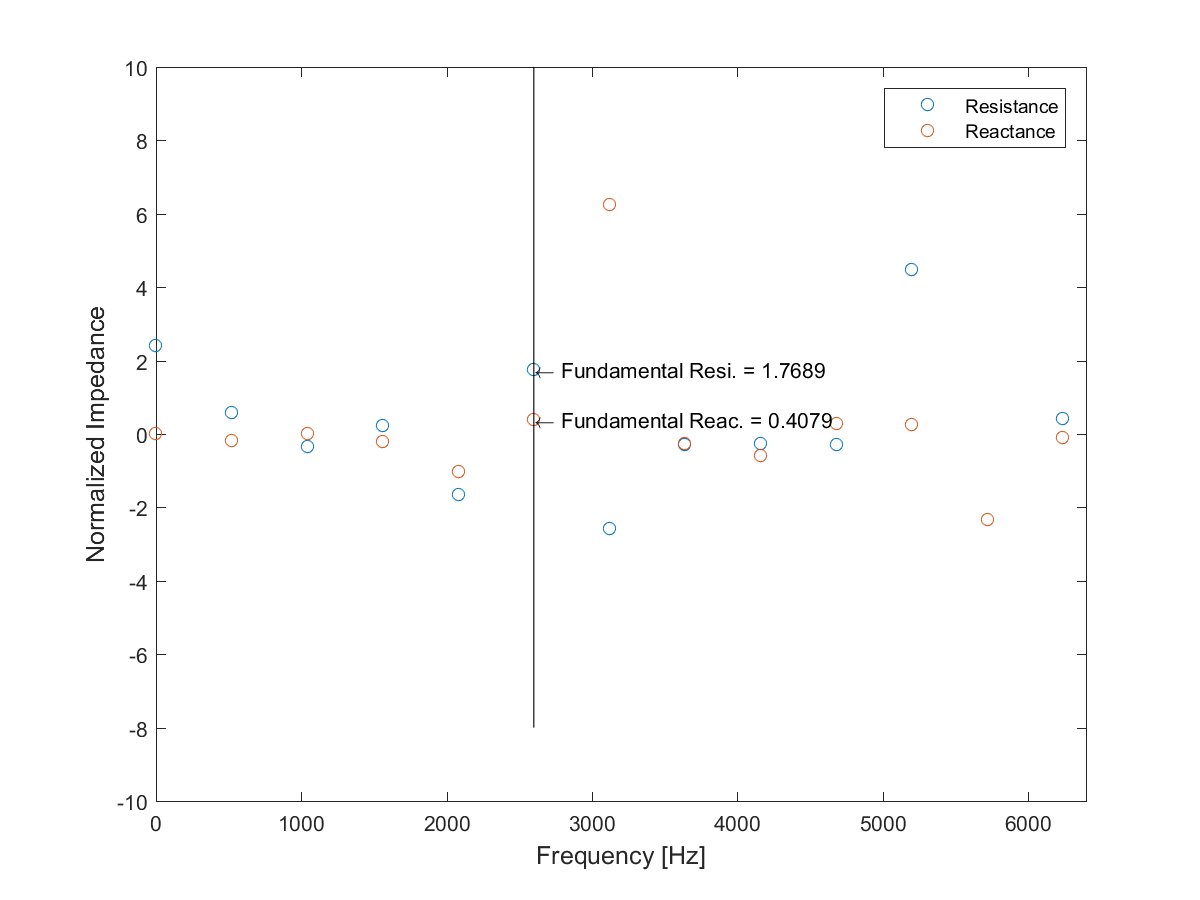 10
8
6
4
2
0
-2
-4
-6
-8
-10
Normalized Impedance
Resistance
Reactance
← Fundamental Resi. = 1.7689
← Fundamental Reac. = 0.4079
0 1000 2000 3000 4000 5000 6000
Frequency [Hz]